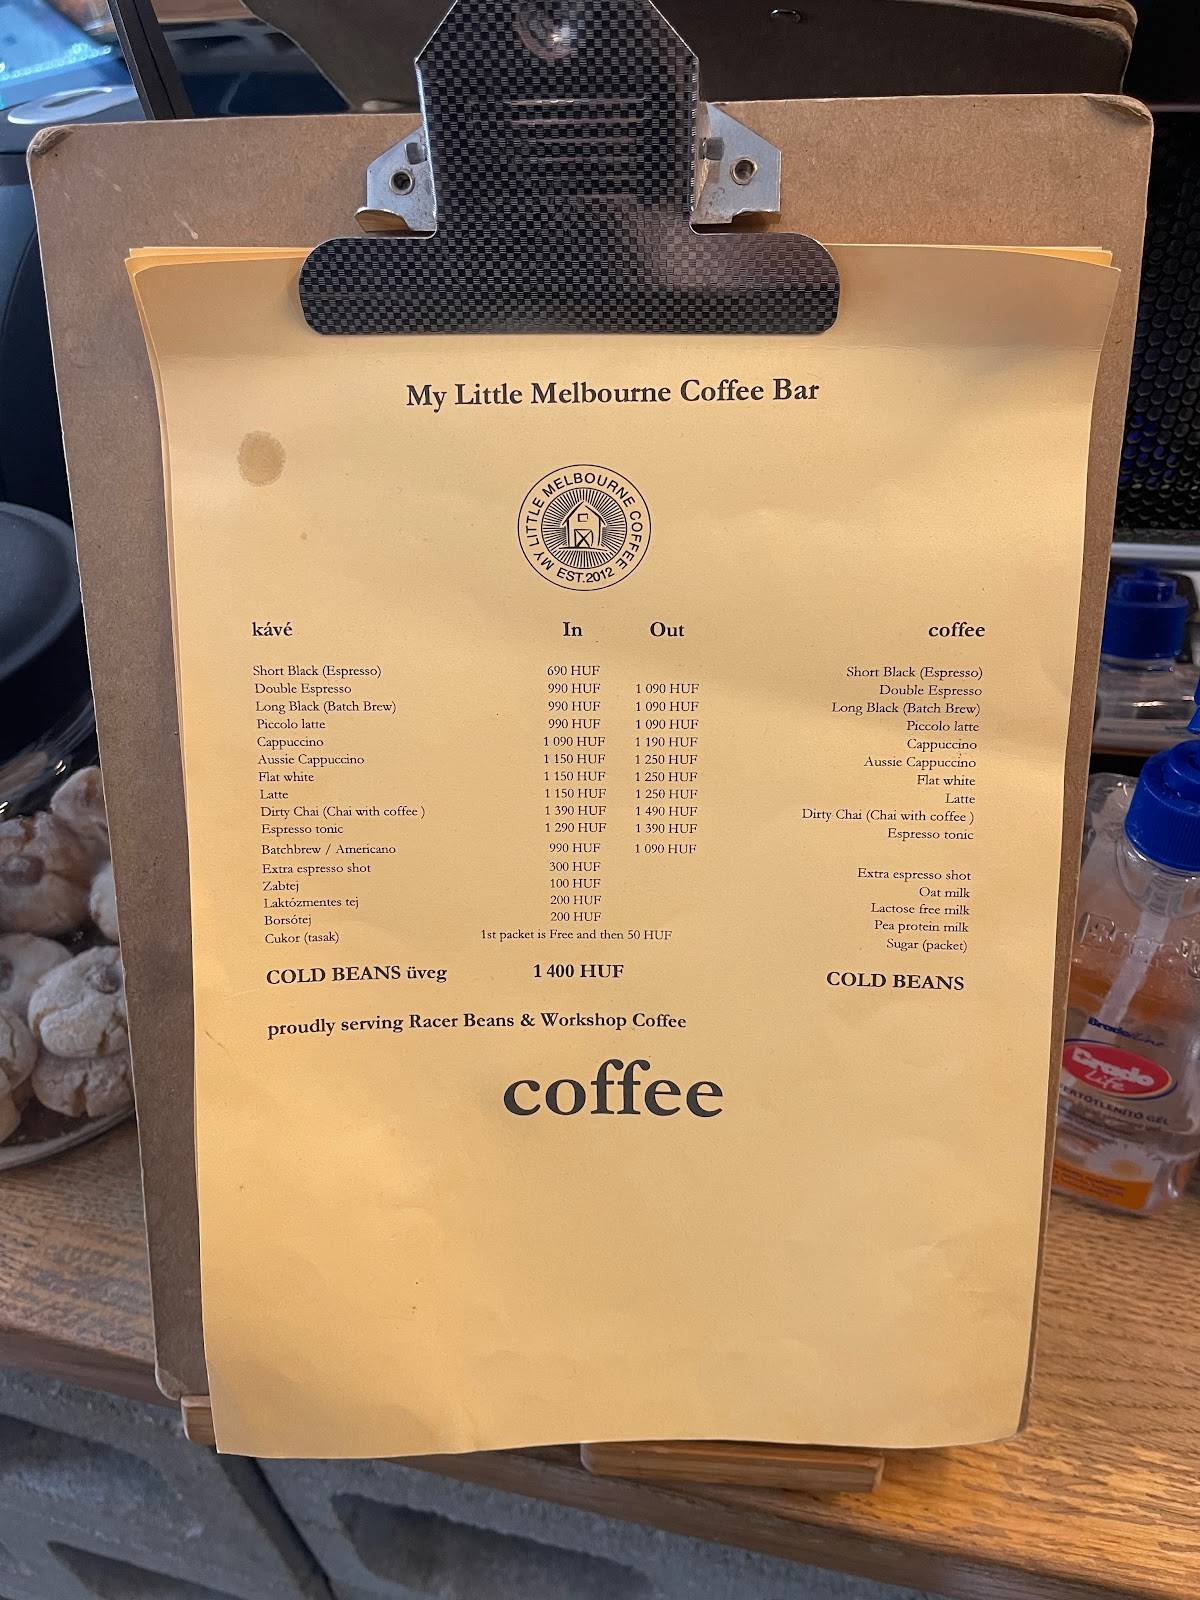 My Little Melbourne Coffee Bar
MY LITTLE MELBOURNE COFFEE
EST.2012
kávé In Out coffee
Short Black (Espresso) 690 HUF Short Black (Espresso)
Double Espresso 990 HUF 1 090 HUF Double Espresso
Long Black (Batch Brew) 990 HUF 1 090 HUF Long Black (Batch Brew)
Piccolo latte 990 HUF 1 090 HUF Piccolo latte
Cappuccino 1 090 HUF 1 190 HUF Cappuccino
Aussie Cappuccino 1 150 HUF 1 250 HUF Aussie Cappuccino
Flat white 1 150 HUF 1 250 HUF Flat white
Latte 1 150 HUF 1 250 HUF Latte
Dirty Chai (Chai with coffee ) 1 390 HUF 1 490 HUF Dirty Chai (Chai with coffee )
Espresso tonic 1 290 HUF 1 390 HUF Espresso tonic
Batchbrew / Americano 990 HUF 1 090 HUF
Extra espresso shot 300 HUF Extra espresso shot
Zabtej 100 HUF Oat milk
Laktózmentes tej 200 HUF Lactose free milk
Borsótej 200 HUF Pea protein milk
Cukor (tasak) 1st packet is Free and then 50 HUF Sugar (packet)
COLD BEANS üveg 1 400 HUF COLD BEANS
proudly serving Racer Beans & Workshop Coffee
coffee
BradoLine
Brado
Life